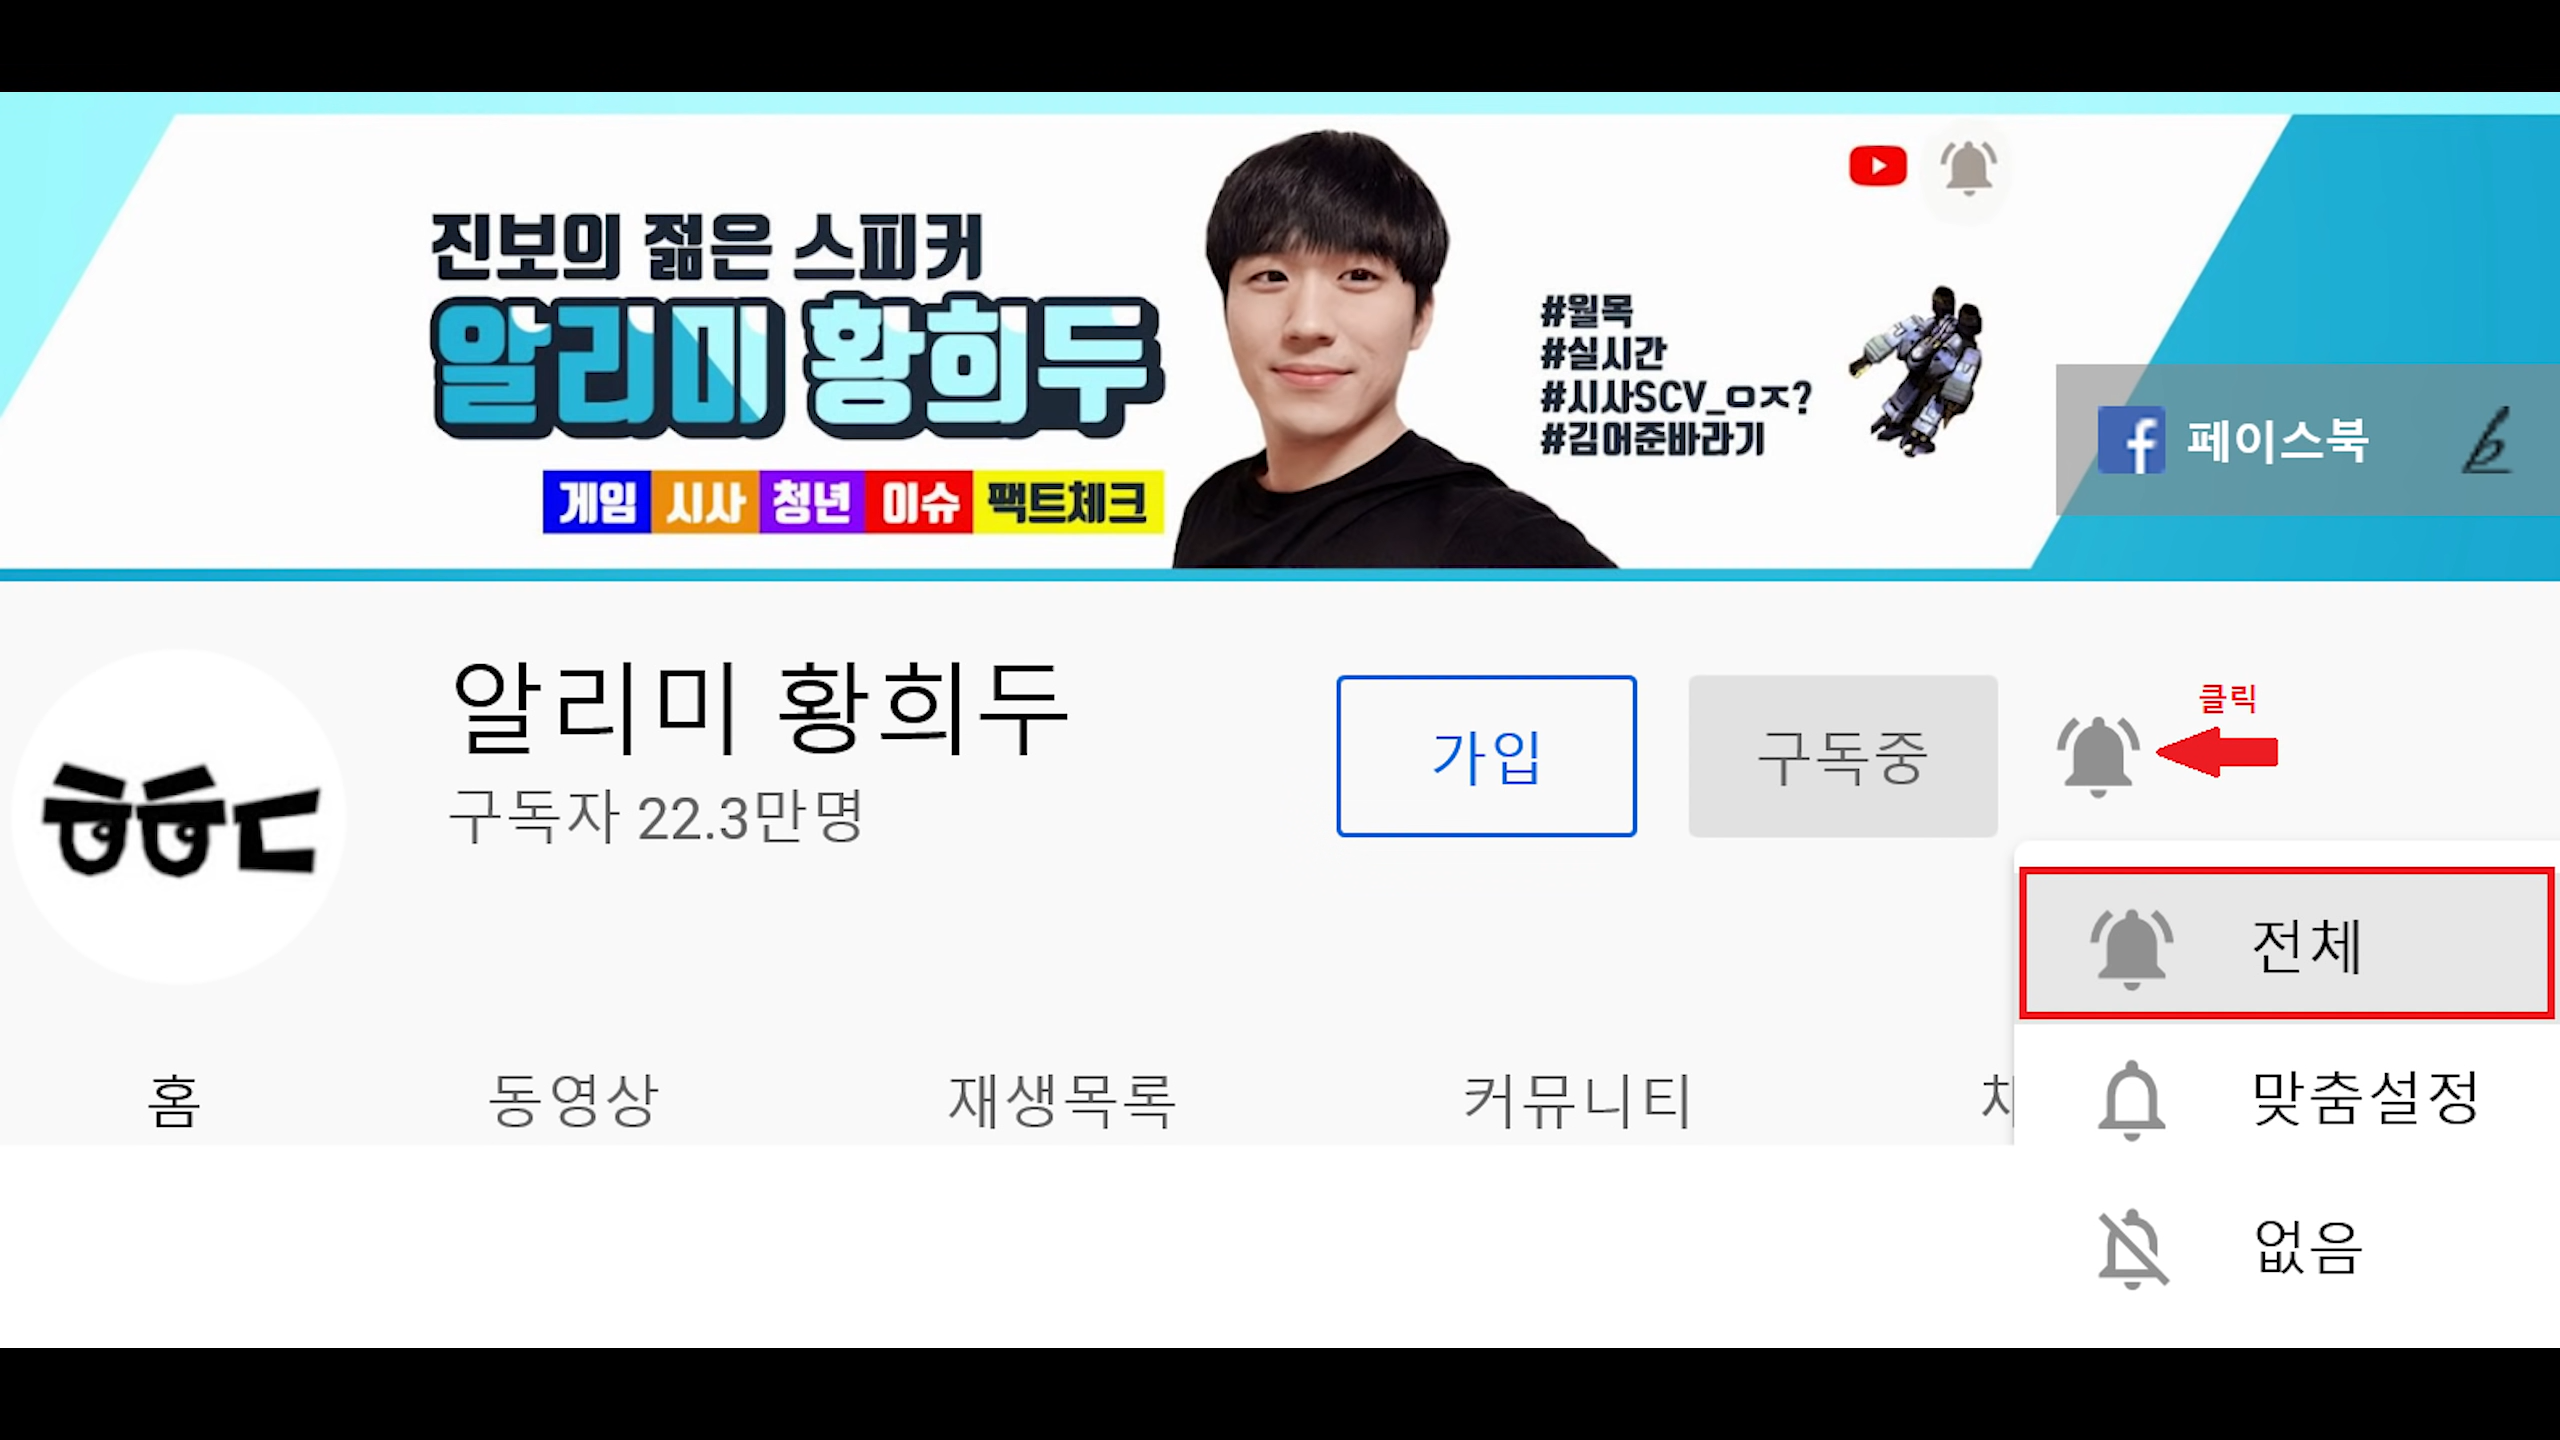 진보의 젊은 스피커
알리미 황희두
게임 시사 청년 이슈 팩트체크
#월목
#실시간
#시사SCV_ㅇㅈ?
#김어준바라기
페이스북
알리미 황희두
구독자 22.3만명
가입
구독중
클릭
전체
맞춤설정
없음
홈 동영상 재생목록 커뮤니티